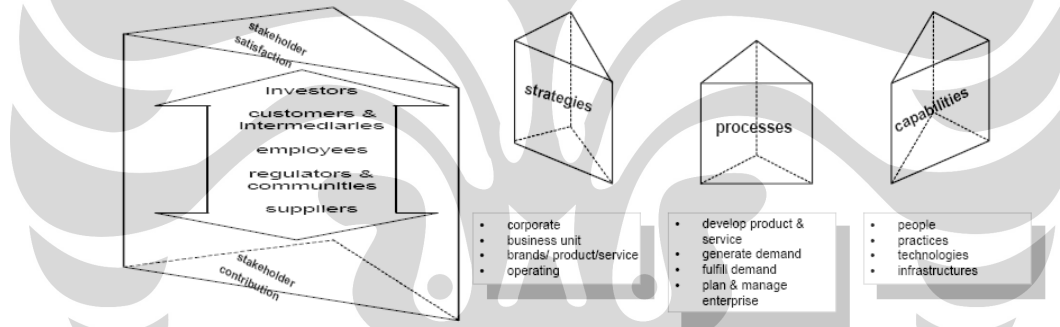 stakeholder
satisfaction
investors
customers &
intermediaries
employees
regulators &
communities
suppliers
stakeholder
contribution
strategies
• corporate
• business unit
• brands/ product/service
• operating
processes
• develop product &
service
• generate demand
• fulfill demand
• plan & manage
enterprise
capabilities
• people
• practices
• technologies
• infrastructures